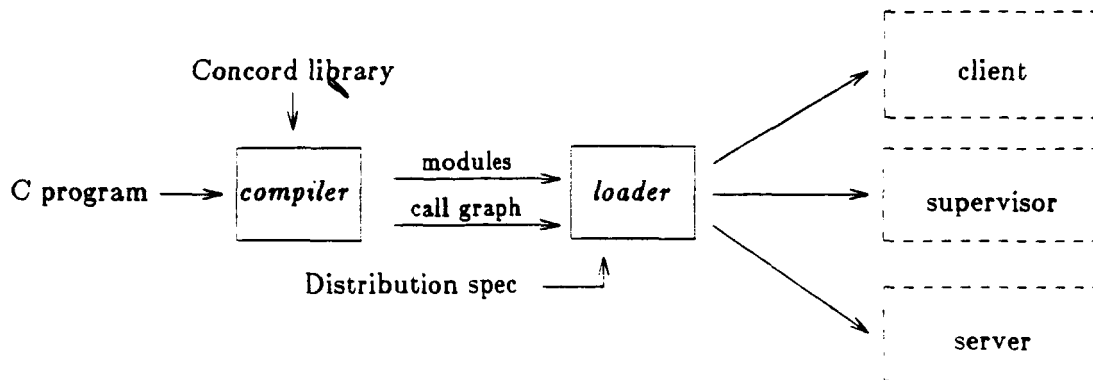 Concord library
client
modules
C program
compiler
loader
call graph
supervisor
Distribution spec
server